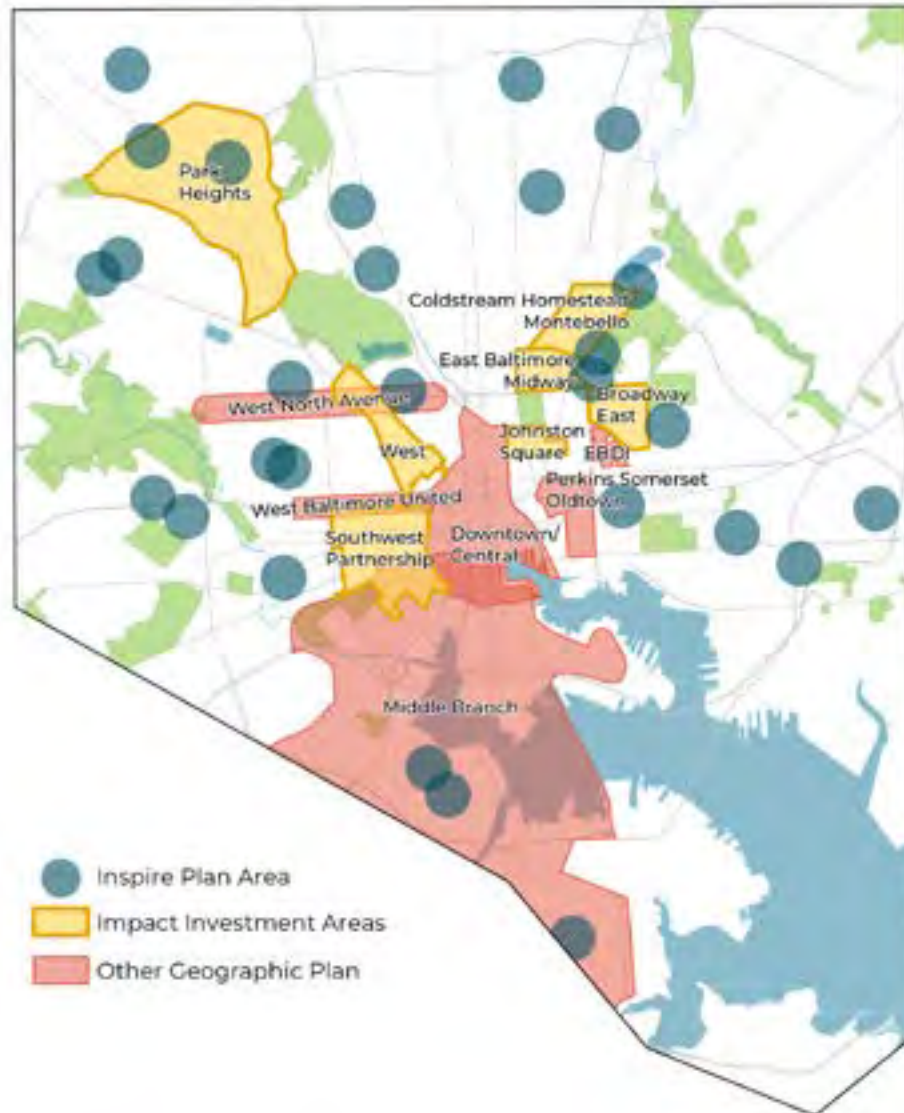 Park
Heights
Coldstream Homestead
Montebello
East Baltimore
Midway
Broadway
East
West North Avenue
Johnston
Square
EBDI
West
Perkins Somerset
Oldtown
West Baltimore United
Southwest
Partnership
Downtown/
Central
Middle Branch
Inspire Plan Area
Impact Investment Areas
Other Geographic Plan